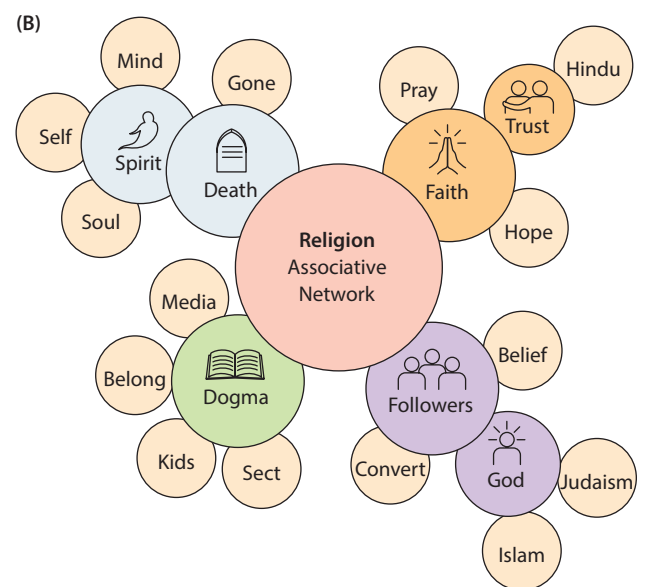 (B)
Mind
Gone
Self
Spirit
Death
Soul
Pray
Hindu
Trust
Faith
Hope
Religion
Associative
Network
Media
Belong
Dogma
Kids
Sect
Belief
Followers
Convert
God
Judaism
Islam